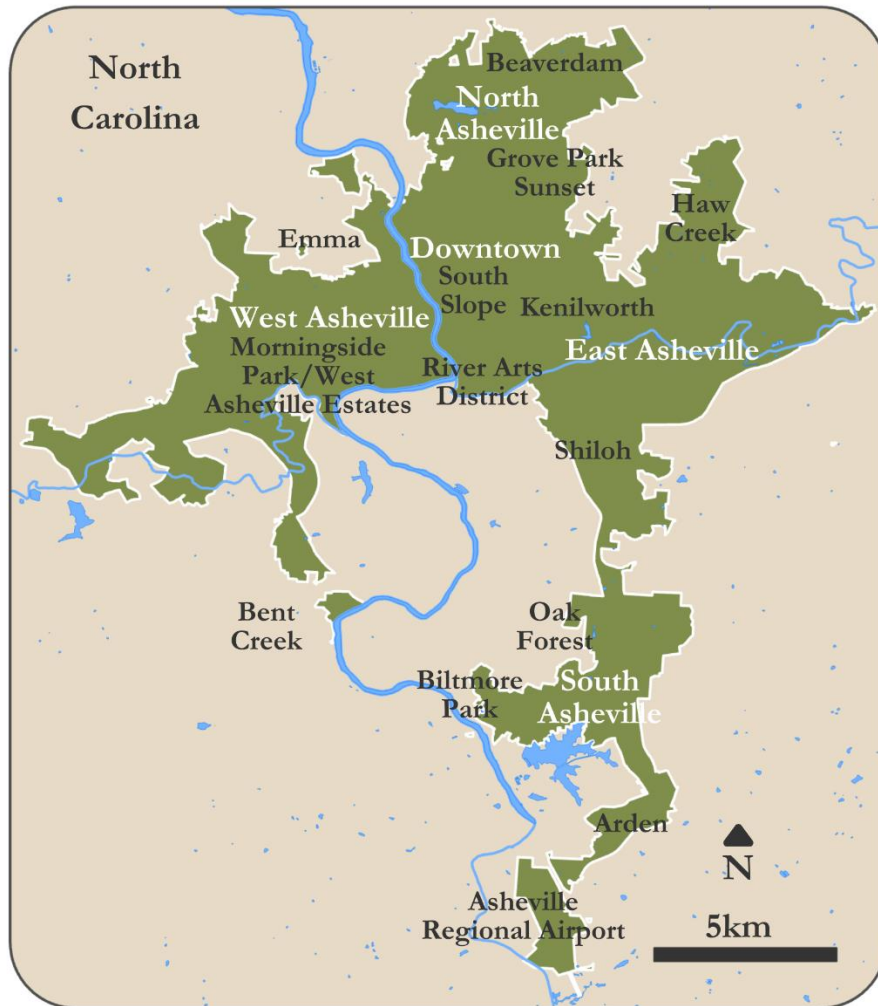 North
Carolina
Beaverdam
North
Asheville
Grove Park
Sunset
Haw
Creek
Emma
Downtown
South
Slope
Kenilworth
West Asheville
Morningside
Park/West
Asheville Estates
River Arts
District
East Asheville
Shiloh
Bent
Creek
Oak
Forest
Biltmore
Park
South
Asheville
Arden
N
Asheville
Regional Airport
5km